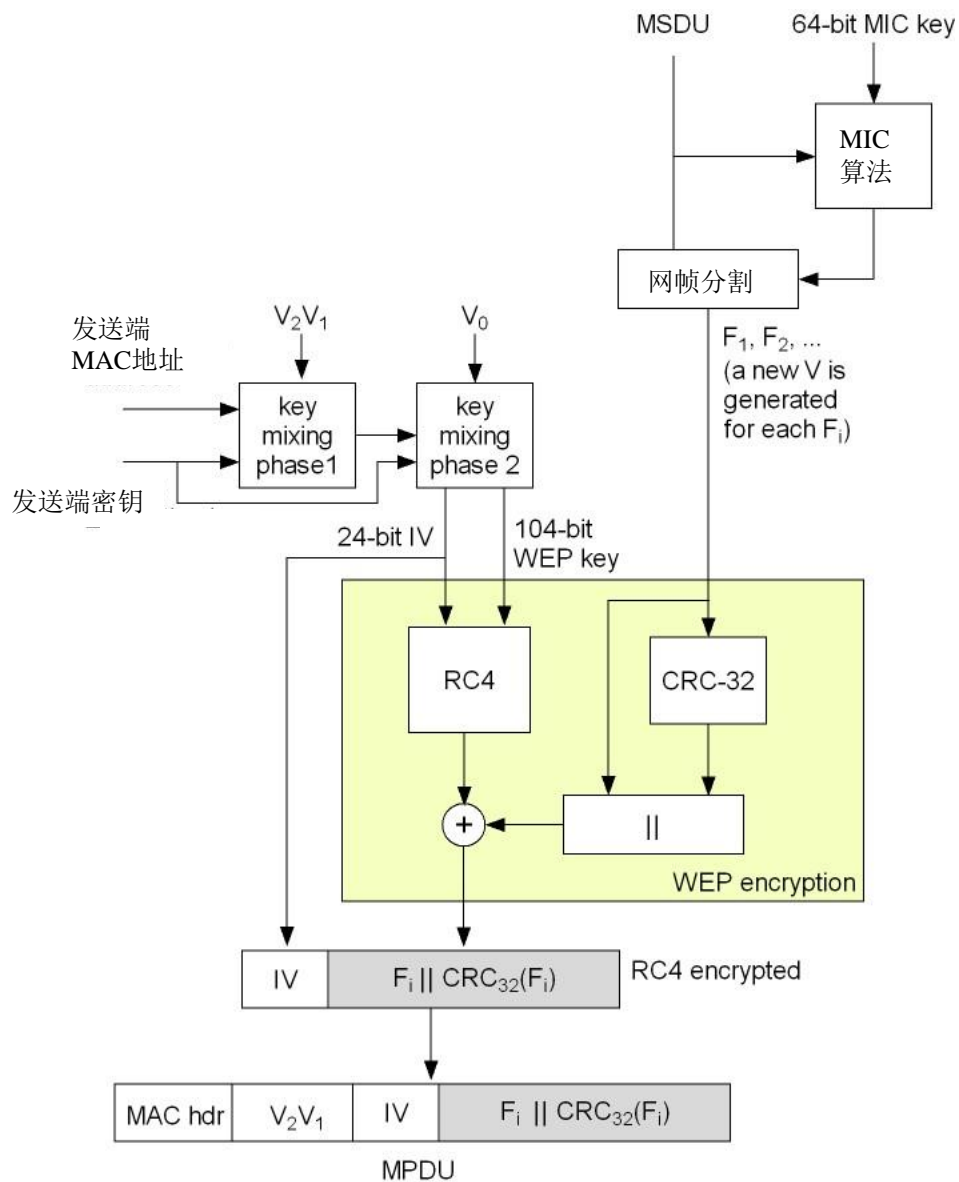 MSDU
64-bit MIC key
MIC
算法
网帧分割
发送端
MAC地址
V₂V₁
V₀
F₁, F₂, ...
(a new V is
generated
for each Fᵢ)
key
mixing
phase1
key
mixing
phase 2
发送端密钥
24-bit IV
104-bit
WEP key
RC4
CRC-32
+
||
WEP encryption
IV
Fᵢ || CRC₃₂(Fᵢ)
RC4 encrypted
MAC hdr
V₂V₁
IV
Fᵢ || CRC₃₂(Fᵢ)
MPDU